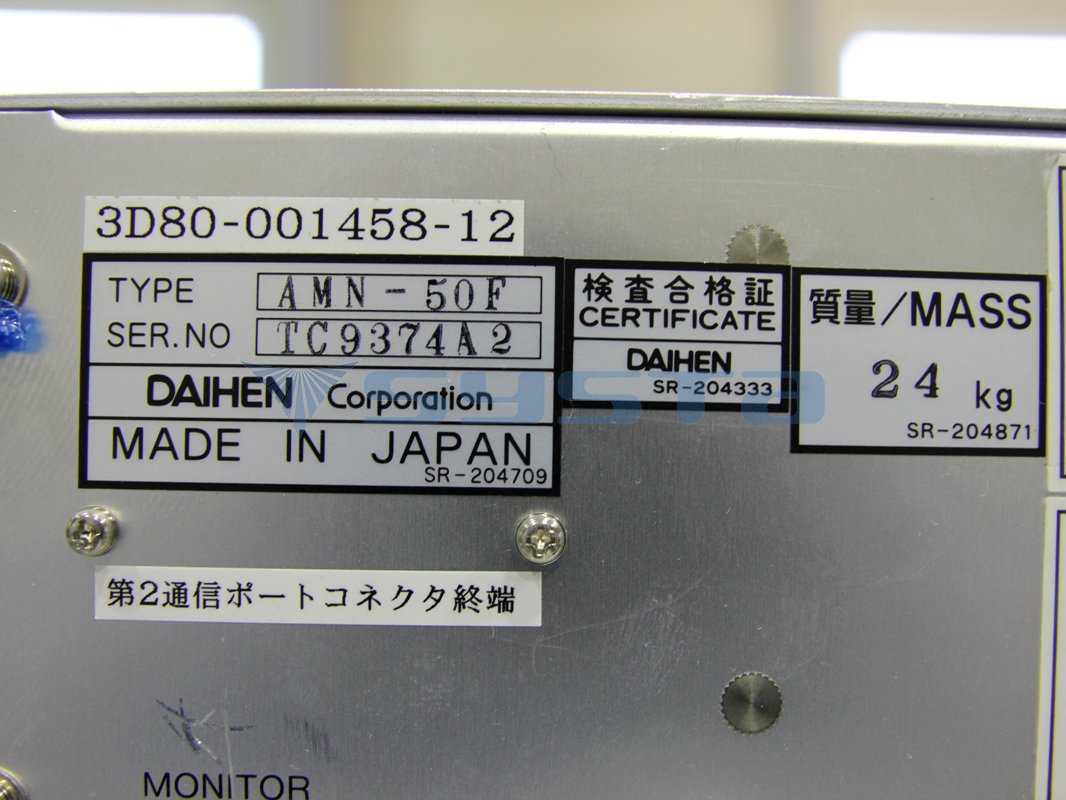 3D80-001458-12
TYPE AMN-50F
SER.NO TC9374A2
DAIHEN Corporation
MADE IN JAPAN
SR-204709
検査合格証
CERTIFICATE
DAIHEN
SR-204333
質量/MASS
24 kg
SR-204871
systa
第2通信ポートコネクタ終端
MONITOR